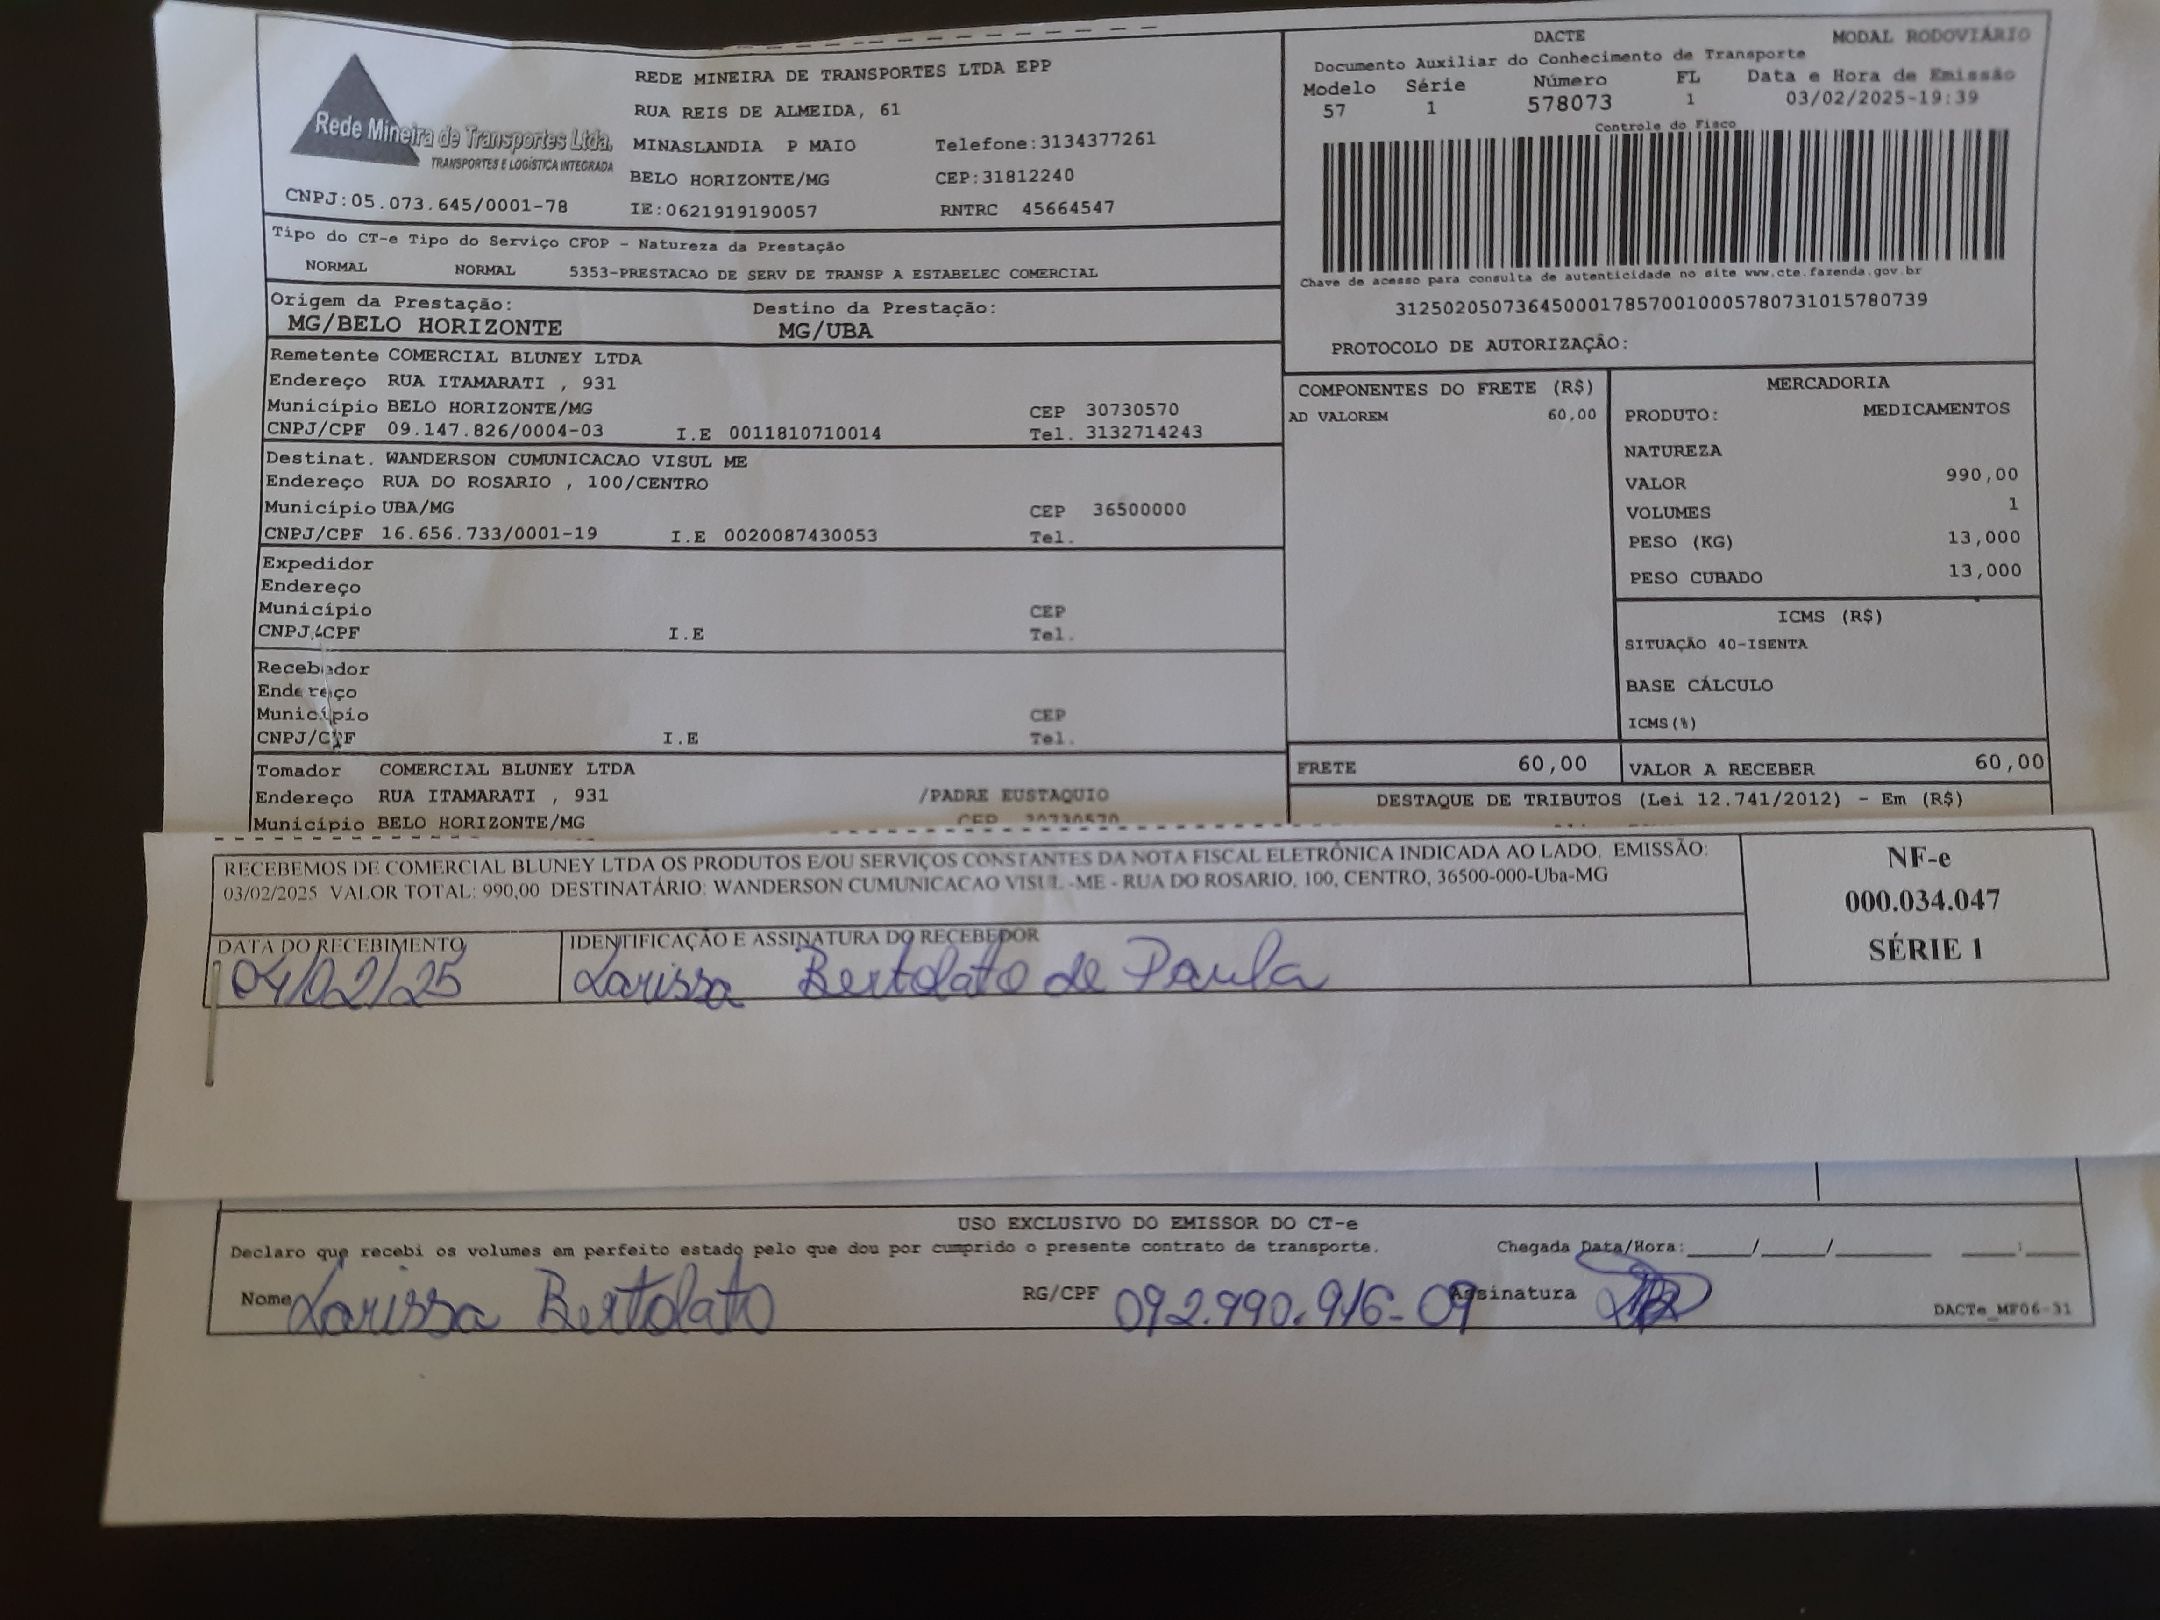 Rede Mineira de Transportes Ltda.
TRANSPORTES E LOGÍSTICA INTEGRADA
CNPJ:05.073.645/0001-78
REDE MINEIRA DE TRANSPORTES LTDA EPP
RUA REIS DE ALMEIDA, 61
MINASLANDIA P MAIO Telefone:3134377261
BELO HORIZONTE/MG CEP:31812240
IE:0621919190057 RNTRC 45664547
DACTE MODAL RODOVIÁRIO
Documento Auxiliar do Conhecimento de Transporte
Modelo Série Número FL Data e Hora de Emissão
57 1 578073 1 03/02/2025-19:39
Controle do Fisco
Chave de acesso para consulta de autenticidade no site www.cte.fazenda.gov.br
31250205073645000178570010005780731015780739
PROTOCOLO DE AUTORIZAÇÃO:
Tipo do CT-e Tipo do Serviço CFOP - Natureza da Prestação
NORMAL NORMAL 5353-PRESTACAO DE SERV DE TRANSP A ESTABELEC COMERCIAL
Origem da Prestação: Destino da Prestação:
MG/BELO HORIZONTE MG/UBA
Remetente COMERCIAL BLUNEY LTDA
Endereço RUA ITAMARATI , 931
Município BELO HORIZONTE/MG CEP 30730570
CNPJ/CPF 09.147.826/0004-03 I.E 0011810710014 Tel. 3132714243
Destinat. WANDERSON CUMUNICACAO VISUL ME
Endereço RUA DO ROSARIO , 100/CENTRO
Município UBA/MG CEP 36500000
CNPJ/CPF 16.656.733/0001-19 I.E 0020087430053 Tel.
Expedidor
Endereço
Município CEP
CNPJ/CPF I.E Tel.
Recebedor
Endereço
Município CEP
CNPJ/CPF I.E Tel.
Tomador COMERCIAL BLUNEY LTDA
Endereço RUA ITAMARATI , 931 /PADRE EUSTAQUIO
Município BELO HORIZONTE/MG CEP 30730570
COMPONENTES DO FRETE (R$)
AD VALOREM 60,00
MERCADORIA
PRODUTO: MEDICAMENTOS
NATUREZA
VALOR 990,00
VOLUMES 1
PESO (KG) 13,000
PESO CUBADO 13,000
ICMS (R$)
SITUAÇÃO 40-ISENTA
BASE CÁLCULO
ICMS(%)
FRETE 60,00 VALOR A RECEBER 60,00
DESTAQUE DE TRIBUTOS (Lei 12.741/2012) - Em (R$)
RECEBEMOS DE COMERCIAL BLUNEY LTDA OS PRODUTOS E/OU SERVIÇOS CONSTANTES DA NOTA FISCAL ELETRÔNICA INDICADA AO LADO. EMISSÃO:
03/02/2025 VALOR TOTAL: 990,00 DESTINATÁRIO: WANDERSON CUMUNICACAO VISUL -ME - RUA DO ROSARIO, 100, CENTRO, 36500-000-Uba-MG
NF-e
000.034.047
SÉRIE 1
DATA DO RECEBIMENTO IDENTIFICAÇÃO E ASSINATURA DO RECEBEDOR
04/02/25 Larissa Bertolato de Paula
USO EXCLUSIVO DO EMISSOR DO CT-e
Declaro que recebi os volumes em perfeito estado pelo que dou por cumprido o presente contrato de transporte. Chegada Data/Hora:_____/_____/_______ ____:____
Nome Larissa Bertolato RG/CPF 092.990.916-09 Assinatura
DACTe_MF06-31